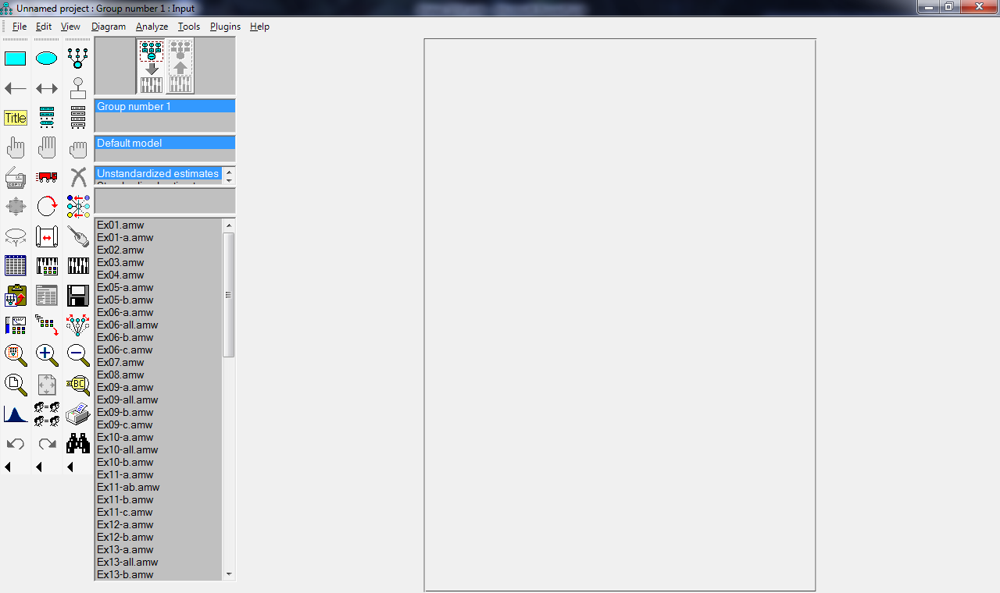 Unnamed project : Group number 1 : Input
File Edit View Diagram Analyze Tools Plugins Help
Title
COPY
BC
Group number 1
Default model
Unstandardized estimates
Ex01.amw
Ex01-a.amw
Ex02.amw
Ex03.amw
Ex04.amw
Ex05-a.amw
Ex05-b.amw
Ex06-a.amw
Ex06-all.amw
Ex06-b.amw
Ex06-c.amw
Ex07.amw
Ex08.amw
Ex09-a.amw
Ex09-all.amw
Ex09-b.amw
Ex09-c.amw
Ex10-a.amw
Ex10-all.amw
Ex10-b.amw
Ex11-a.amw
Ex11-ab.amw
Ex11-b.amw
Ex11-c.amw
Ex12-a.amw
Ex12-b.amw
Ex13-a.amw
Ex13-all.amw
Ex13-b.amw